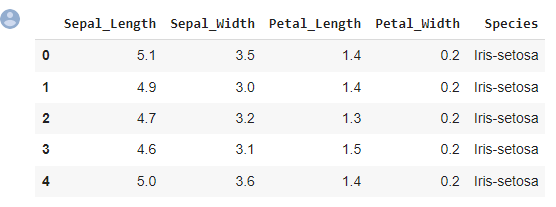 Sepal_Length Sepal_Width Petal_Length Petal_Width Species
0 5.1 3.5 1.4 0.2 Iris-setosa
1 4.9 3.0 1.4 0.2 Iris-setosa
2 4.7 3.2 1.3 0.2 Iris-setosa
3 4.6 3.1 1.5 0.2 Iris-setosa
4 5.0 3.6 1.4 0.2 Iris-setosa